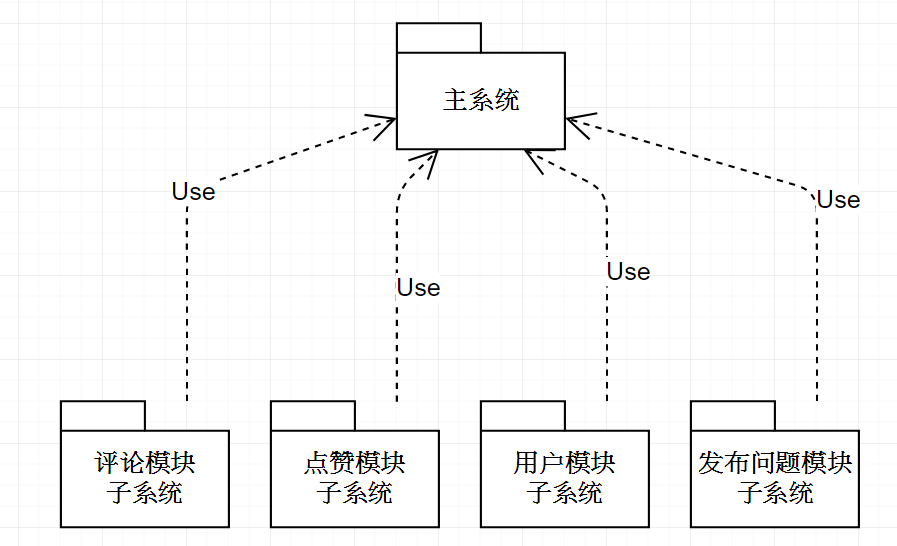 主系统
Use
Use
Use
Use
评论模块
子系统
点赞模块
子系统
用户模块
子系统
发布问题模块
子系统